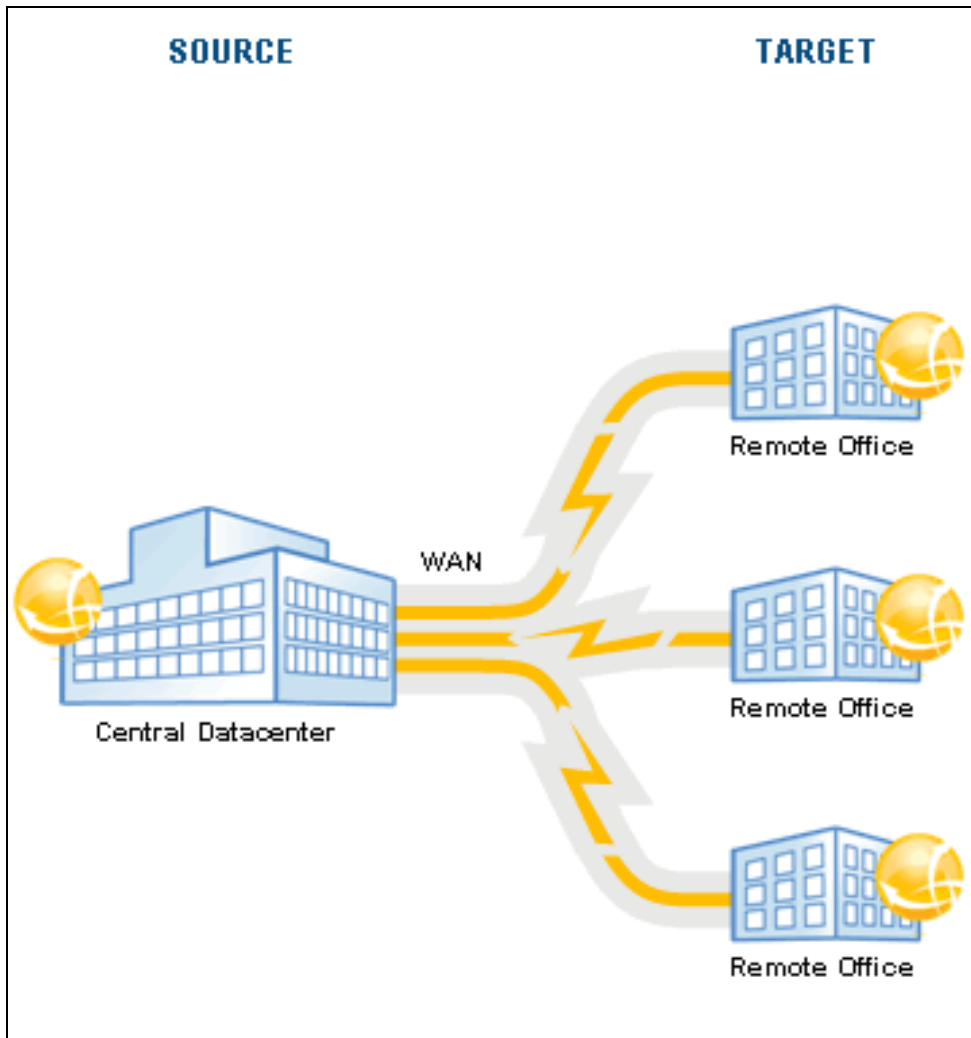 SOURCE
TARGET
Remote Office
WAN
Remote Office
Central Datacenter
Remote Office